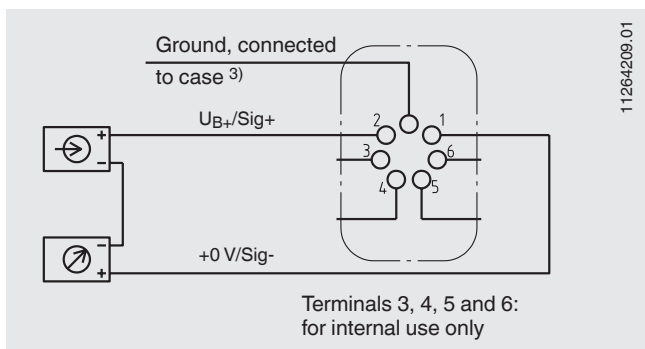 Ground, connected
to case 3)
UB+/Sig+
2 1
3 6
4 5
+ −
− +
+0 V/Sig-
Terminals 3, 4, 5 and 6:
for internal use only
11264209.01